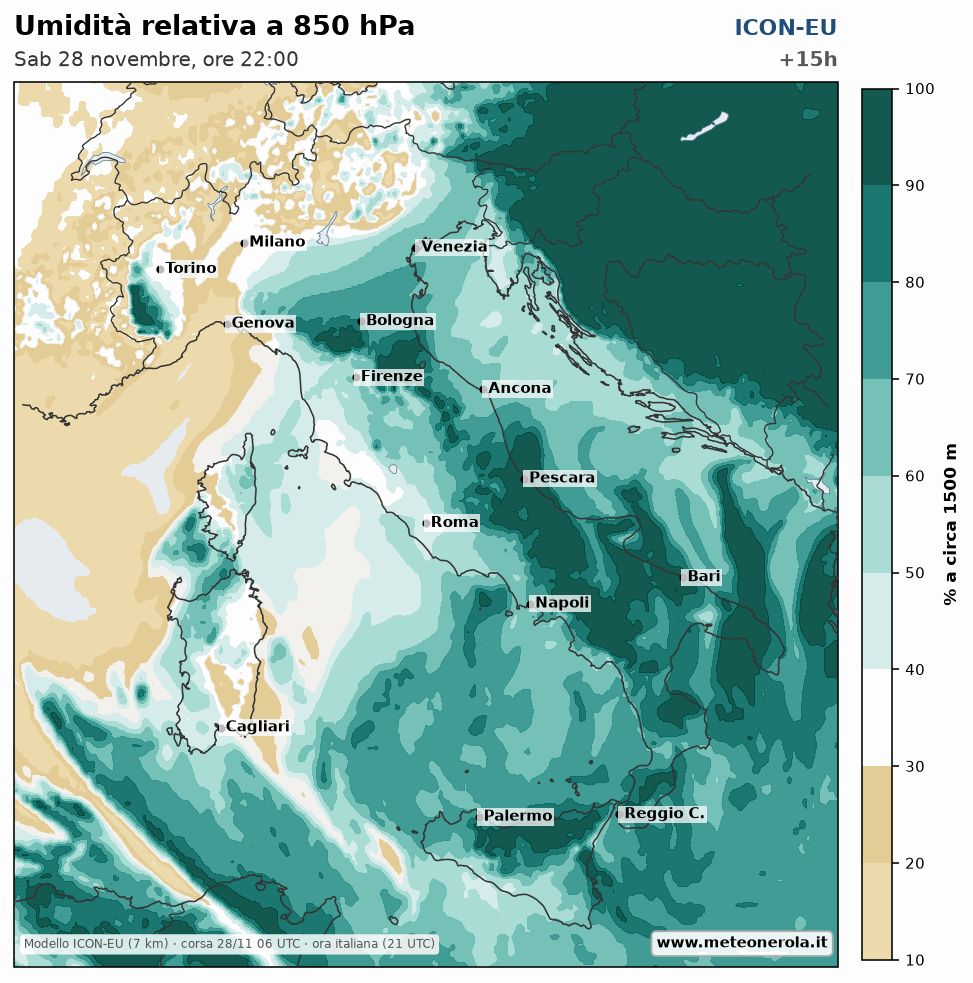 Umidità relativa a 850 hPa
ICON-EU
Sab 28 novembre, ore 22:00
+15h
Milano
Venezia
Torino
Genova
Bologna
Firenze
Ancona
Pescara
Roma
Bari
Napoli
Cagliari
Palermo
Reggio C.
100
90
80
70
60
50
40
30
20
10
% a circa 1500 m
Modello ICON-EU (7 km) · corsa 28/11 06 UTC · ora italiana (21 UTC)
www.meteonerola.it